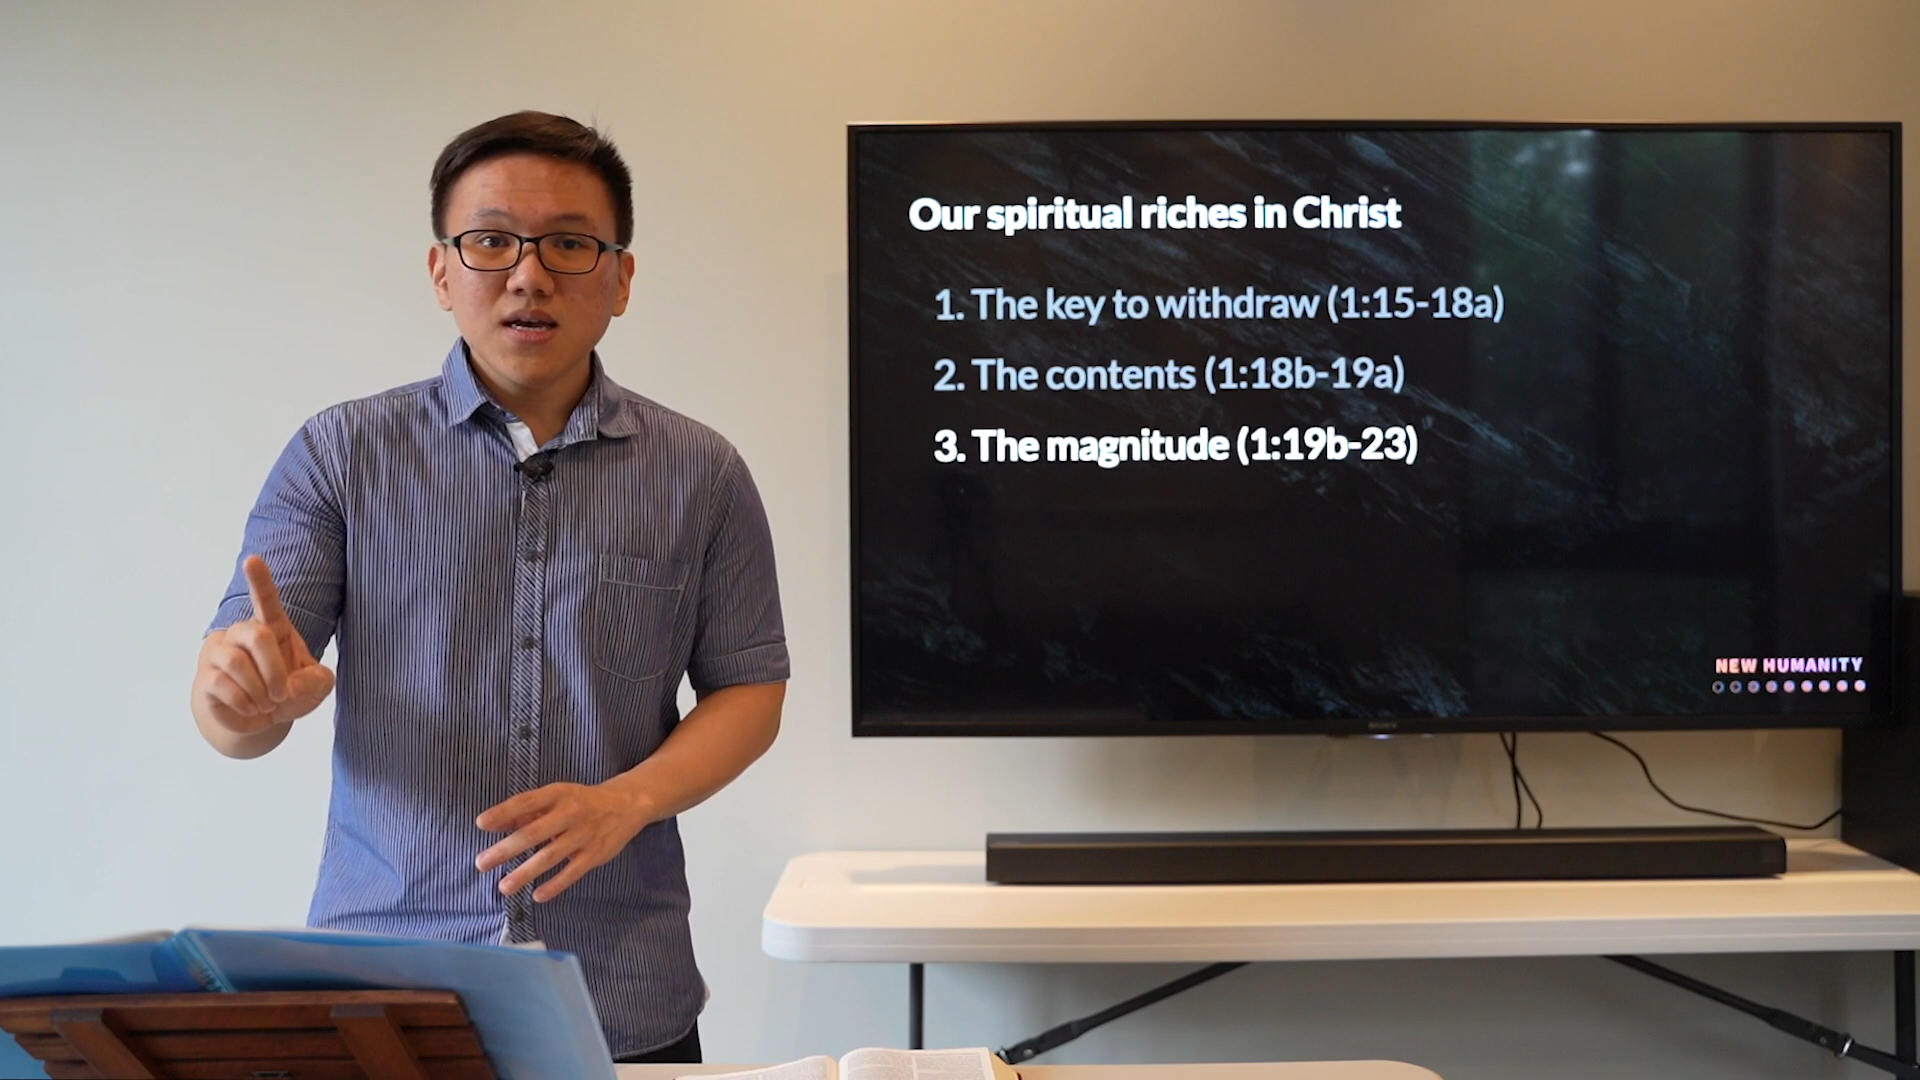 Our spiritual riches in Christ
1. The key to withdraw (1:15-18a)
2. The contents (1:18b-19a)
3. The magnitude (1:19b-23)
NEW HUMANITY
SONY